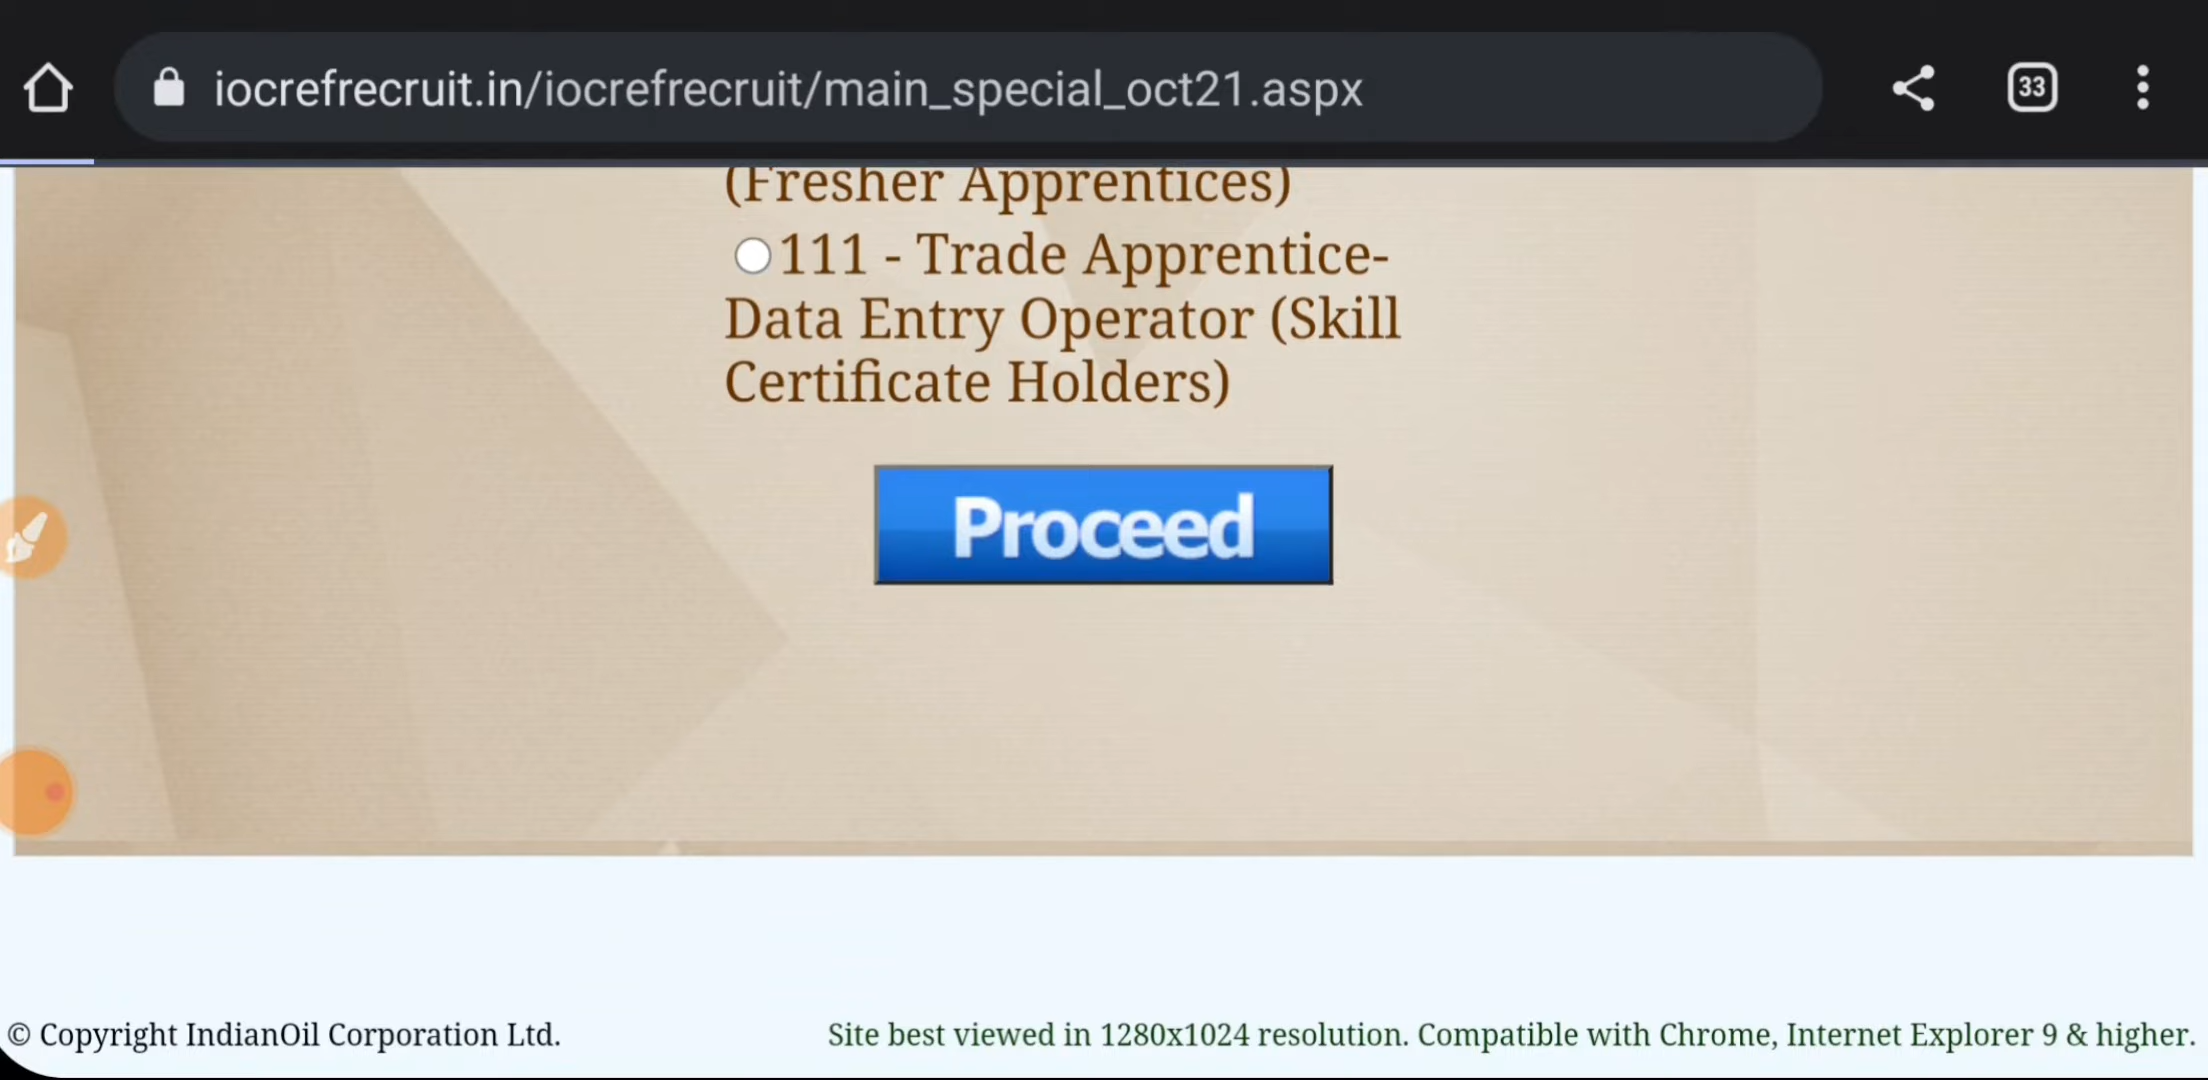 iocrefrecruit.in/iocrefrecruit/main_special_oct21.aspx
33
(Fresher Apprentices)
111 - Trade Apprentice-
Data Entry Operator (Skill
Certificate Holders)
Proceed
© Copyright IndianOil Corporation Ltd.
Site best viewed in 1280x1024 resolution. Compatible with Chrome, Internet Explorer 9 & higher.